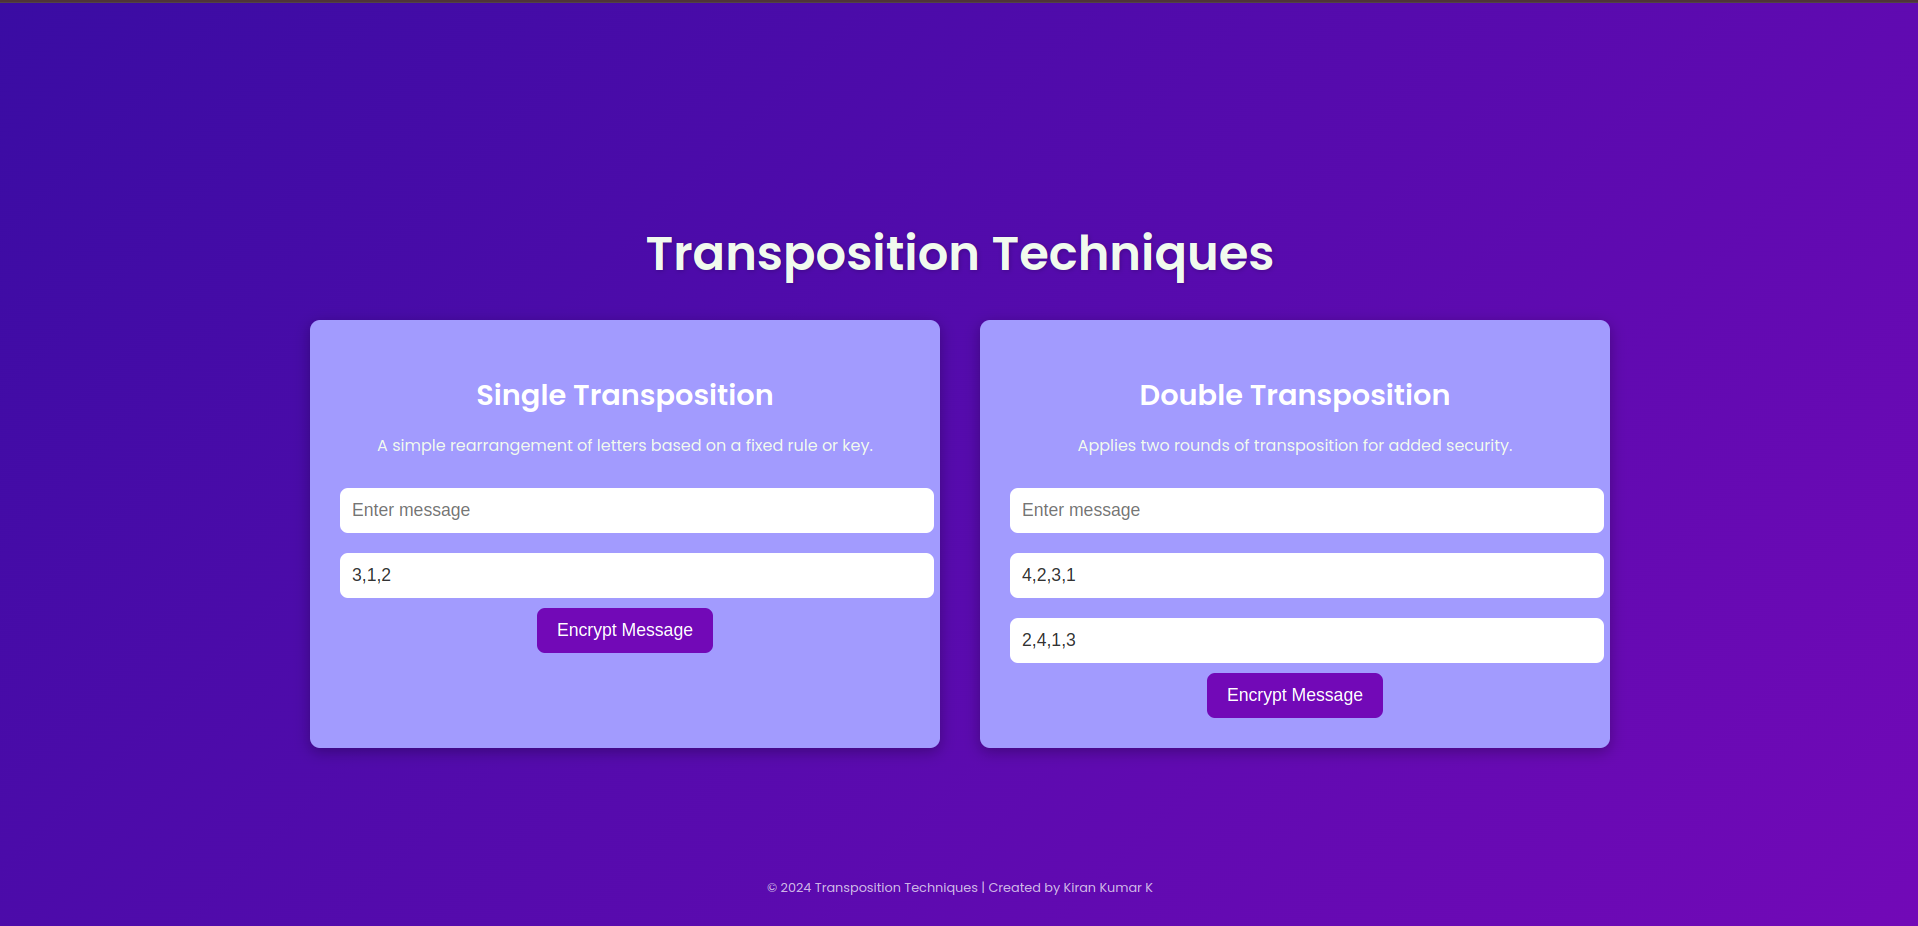 Transposition Techniques
Single Transposition
A simple rearrangement of letters based on a fixed rule or key.
Enter message
3,1,2
Encrypt Message
Double Transposition
Applies two rounds of transposition for added security.
Enter message
4,2,3,1
2,4,1,3
Encrypt Message
© 2024 Transposition Techniques | Created by Kiran Kumar K